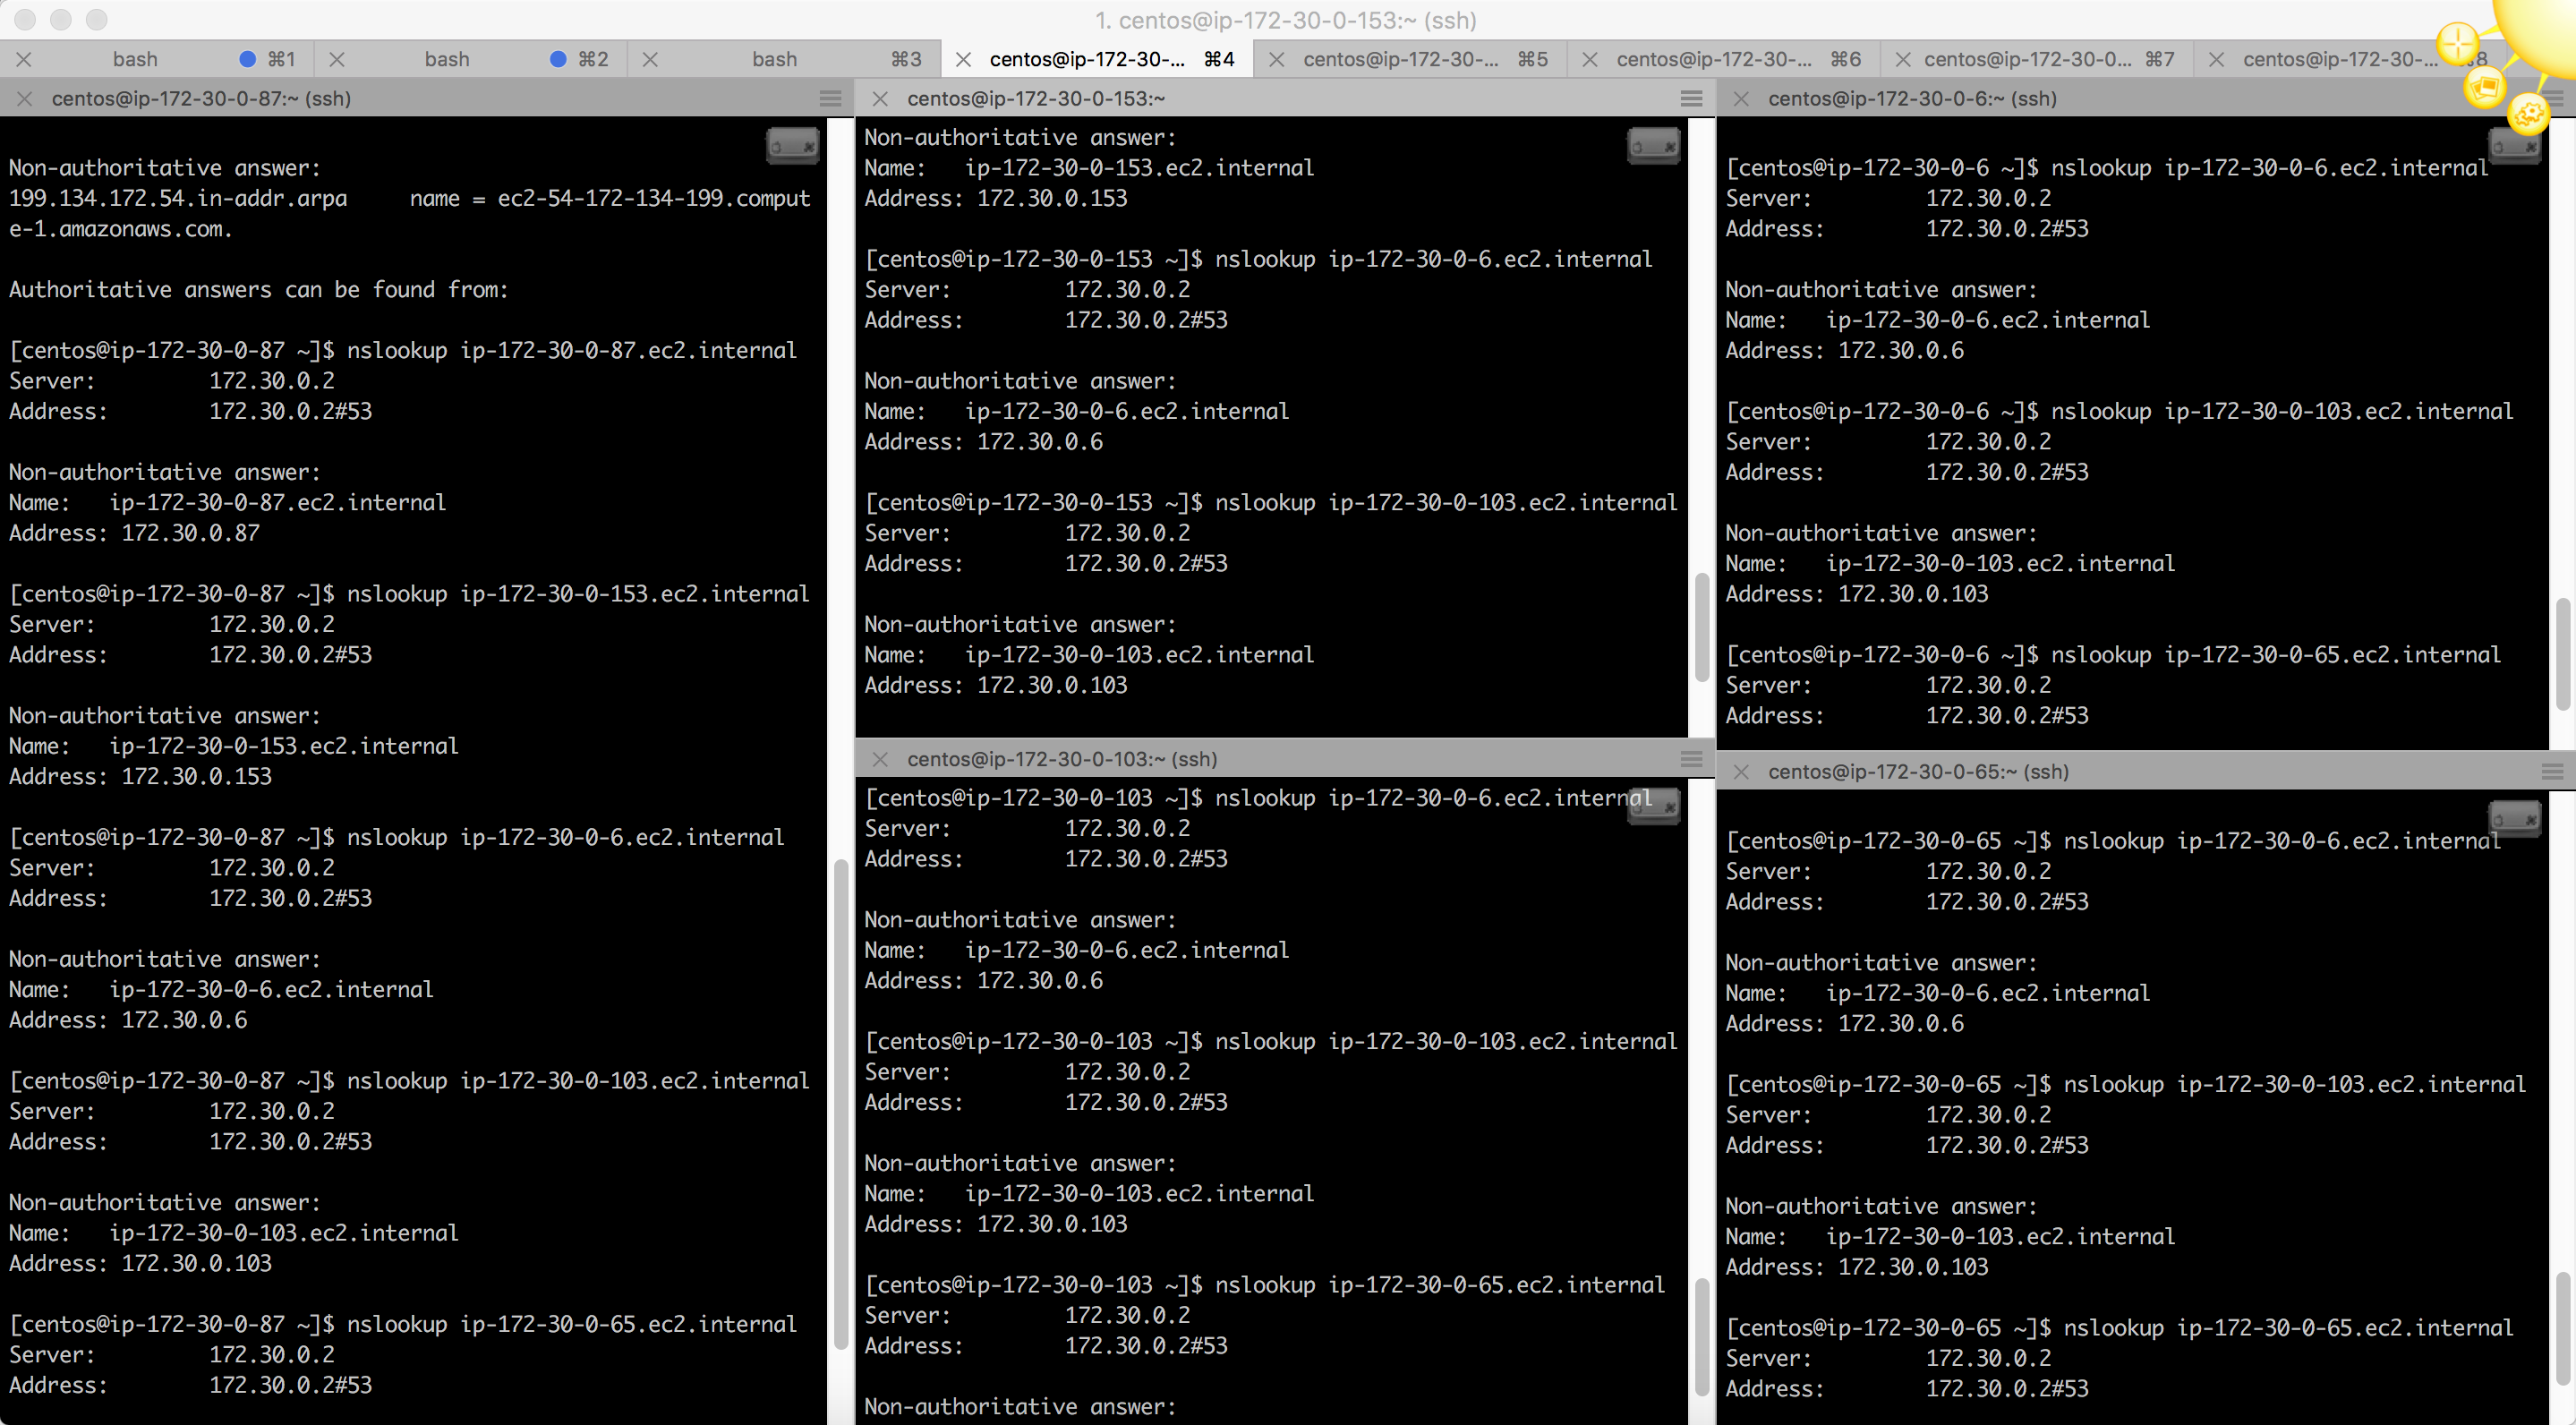 1. centos@ip-172-30-0-153:~ (ssh)
bash ⌘1
bash ⌘2
bash ⌘3
centos@ip-172-30-... ⌘4
centos@ip-172-30-... ⌘5
centos@ip-172-30-... ⌘6
centos@ip-172-30-0... ⌘7
centos@ip-172-30-... ⌘8
centos@ip-172-30-0-87:~ (ssh)
Non-authoritative answer:
199.134.172.54.in-addr.arpa     name = ec2-54-172-134-199.comput
e-1.amazonaws.com.
Authoritative answers can be found from:
[centos@ip-172-30-0-87 ~]$ nslookup ip-172-30-0-87.ec2.internal
Server:         172.30.0.2
Address:        172.30.0.2#53
Non-authoritative answer:
Name:   ip-172-30-0-87.ec2.internal
Address: 172.30.0.87
[centos@ip-172-30-0-87 ~]$ nslookup ip-172-30-0-153.ec2.internal
Server:         172.30.0.2
Address:        172.30.0.2#53
Non-authoritative answer:
Name:   ip-172-30-0-153.ec2.internal
Address: 172.30.0.153
[centos@ip-172-30-0-87 ~]$ nslookup ip-172-30-0-6.ec2.internal
Server:         172.30.0.2
Address:        172.30.0.2#53
Non-authoritative answer:
Name:   ip-172-30-0-6.ec2.internal
Address: 172.30.0.6
[centos@ip-172-30-0-87 ~]$ nslookup ip-172-30-0-103.ec2.internal
Server:         172.30.0.2
Address:        172.30.0.2#53
Non-authoritative answer:
Name:   ip-172-30-0-103.ec2.internal
Address: 172.30.0.103
[centos@ip-172-30-0-87 ~]$ nslookup ip-172-30-0-65.ec2.internal
Server:         172.30.0.2
Address:        172.30.0.2#53
centos@ip-172-30-0-153:~
Non-authoritative answer:
Name:   ip-172-30-0-153.ec2.internal
Address: 172.30.0.153
[centos@ip-172-30-0-153 ~]$ nslookup ip-172-30-0-6.ec2.internal
Server:         172.30.0.2
Address:        172.30.0.2#53
Non-authoritative answer:
Name:   ip-172-30-0-6.ec2.internal
Address: 172.30.0.6
[centos@ip-172-30-0-153 ~]$ nslookup ip-172-30-0-103.ec2.internal
Server:         172.30.0.2
Address:        172.30.0.2#53
Non-authoritative answer:
Name:   ip-172-30-0-103.ec2.internal
Address: 172.30.0.103
centos@ip-172-30-0-103:~ (ssh)
[centos@ip-172-30-0-103 ~]$ nslookup ip-172-30-0-6.ec2.internal
Server:         172.30.0.2
Address:        172.30.0.2#53
Non-authoritative answer:
Name:   ip-172-30-0-6.ec2.internal
Address: 172.30.0.6
[centos@ip-172-30-0-103 ~]$ nslookup ip-172-30-0-103.ec2.internal
Server:         172.30.0.2
Address:        172.30.0.2#53
Non-authoritative answer:
Name:   ip-172-30-0-103.ec2.internal
Address: 172.30.0.103
[centos@ip-172-30-0-103 ~]$ nslookup ip-172-30-0-65.ec2.internal
Server:         172.30.0.2
Address:        172.30.0.2#53
Non-authoritative answer:
centos@ip-172-30-0-6:~ (ssh)
[centos@ip-172-30-0-6 ~]$ nslookup ip-172-30-0-6.ec2.internal
Server:         172.30.0.2
Address:        172.30.0.2#53
Non-authoritative answer:
Name:   ip-172-30-0-6.ec2.internal
Address: 172.30.0.6
[centos@ip-172-30-0-6 ~]$ nslookup ip-172-30-0-103.ec2.internal
Server:         172.30.0.2
Address:        172.30.0.2#53
Non-authoritative answer:
Name:   ip-172-30-0-103.ec2.internal
Address: 172.30.0.103
[centos@ip-172-30-0-6 ~]$ nslookup ip-172-30-0-65.ec2.internal
Server:         172.30.0.2
Address:        172.30.0.2#53
centos@ip-172-30-0-65:~ (ssh)
[centos@ip-172-30-0-65 ~]$ nslookup ip-172-30-0-6.ec2.internal
Server:         172.30.0.2
Address:        172.30.0.2#53
Non-authoritative answer:
Name:   ip-172-30-0-6.ec2.internal
Address: 172.30.0.6
[centos@ip-172-30-0-65 ~]$ nslookup ip-172-30-0-103.ec2.internal
Server:         172.30.0.2
Address:        172.30.0.2#53
Non-authoritative answer:
Name:   ip-172-30-0-103.ec2.internal
Address: 172.30.0.103
[centos@ip-172-30-0-65 ~]$ nslookup ip-172-30-0-65.ec2.internal
Server:         172.30.0.2
Address:        172.30.0.2#53